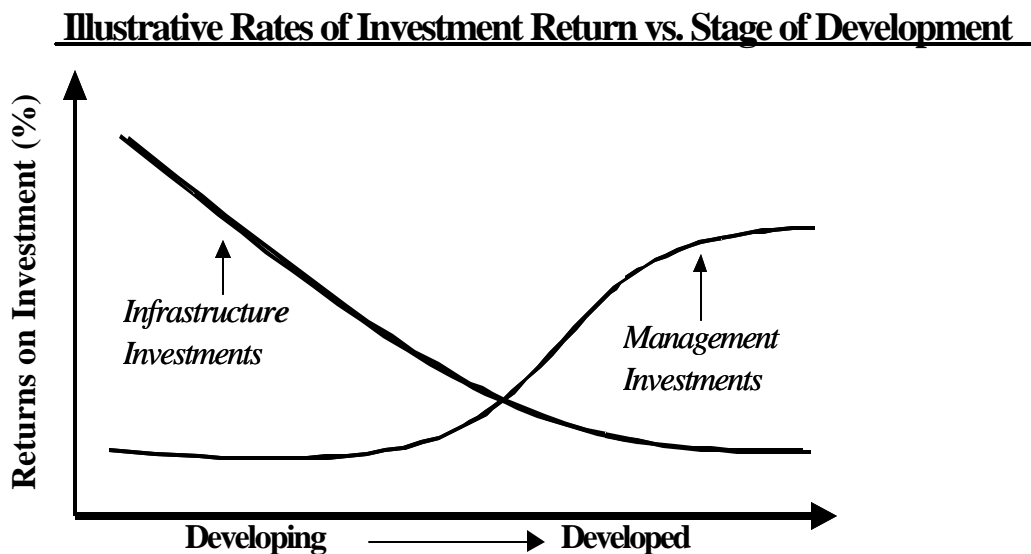 Illustrative Rates of Investment Return vs. Stage of Development
Returns on Investment (%)
Infrastructure
Investments
Management
Investments
Developing
Developed